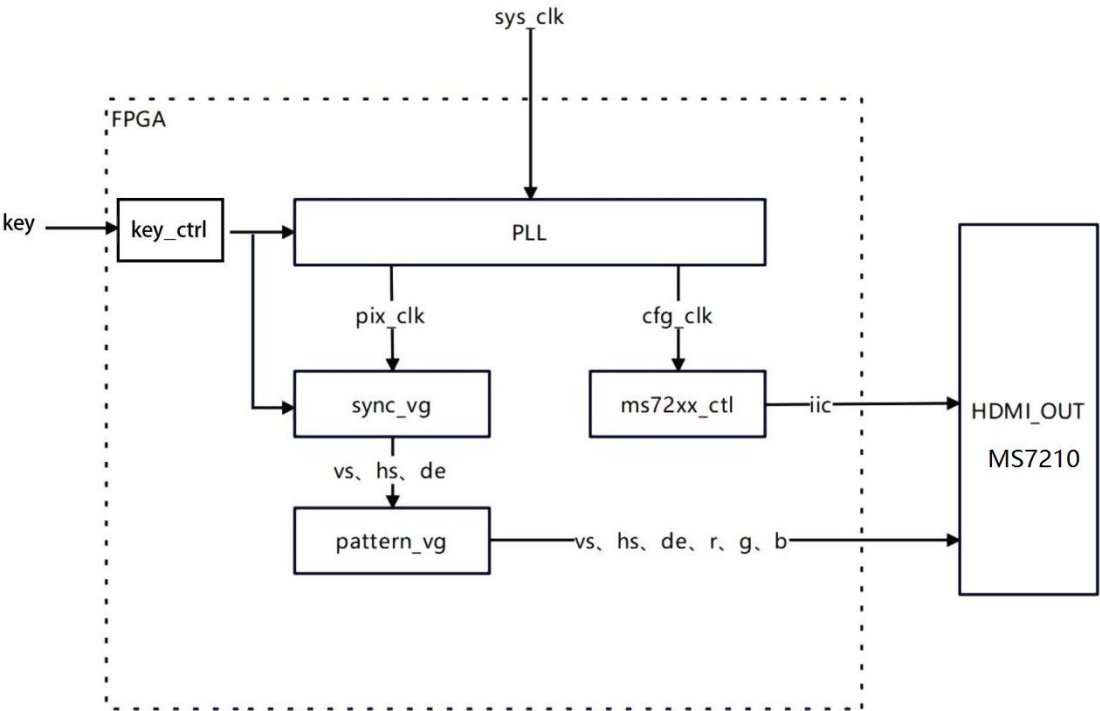 sys_clk
FPGA
key
key_ctrl
PLL
pix_clk
cfg_clk
sync_vg
ms72xx_ctl
iic
HDMI_OUT
MS7210
vs、hs、de
pattern_vg
vs、hs、de、r、g、b